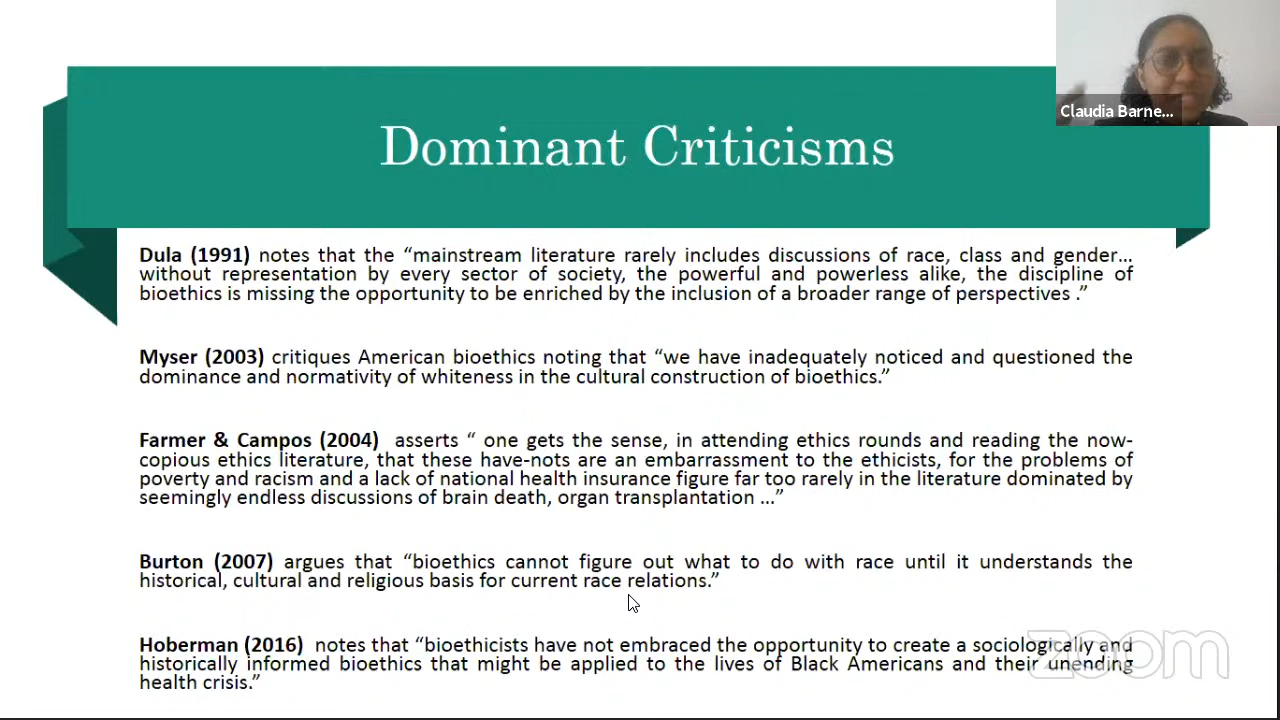 Claudia Barne...
Dominant Criticisms
Dula (1991) notes that the “mainstream literature rarely includes discussions of race, class and gender…
without representation by every sector of society, the powerful and powerless alike, the discipline of
bioethics is missing the opportunity to be enriched by the inclusion of a broader range of perspectives .”
Myser (2003) critiques American bioethics noting that “we have inadequately noticed and questioned the
dominance and normativity of whiteness in the cultural construction of bioethics.”
Farmer & Campos (2004) asserts “ one gets the sense, in attending ethics rounds and reading the now-
copious ethics literature, that these have-nots are an embarrassment to the ethicists, for the problems of
poverty and racism and a lack of national health insurance figure far too rarely in the literature dominated by
seemingly endless discussions of brain death, organ transplantation …”
Burton (2007) argues that “bioethics cannot figure out what to do with race until it understands the
historical, cultural and religious basis for current race relations.”
Hoberman (2016) notes that “bioethicists have not embraced the opportunity to create a sociologically and
historically informed bioethics that might be applied to the lives of Black Americans and their unending
health crisis.”
zoom